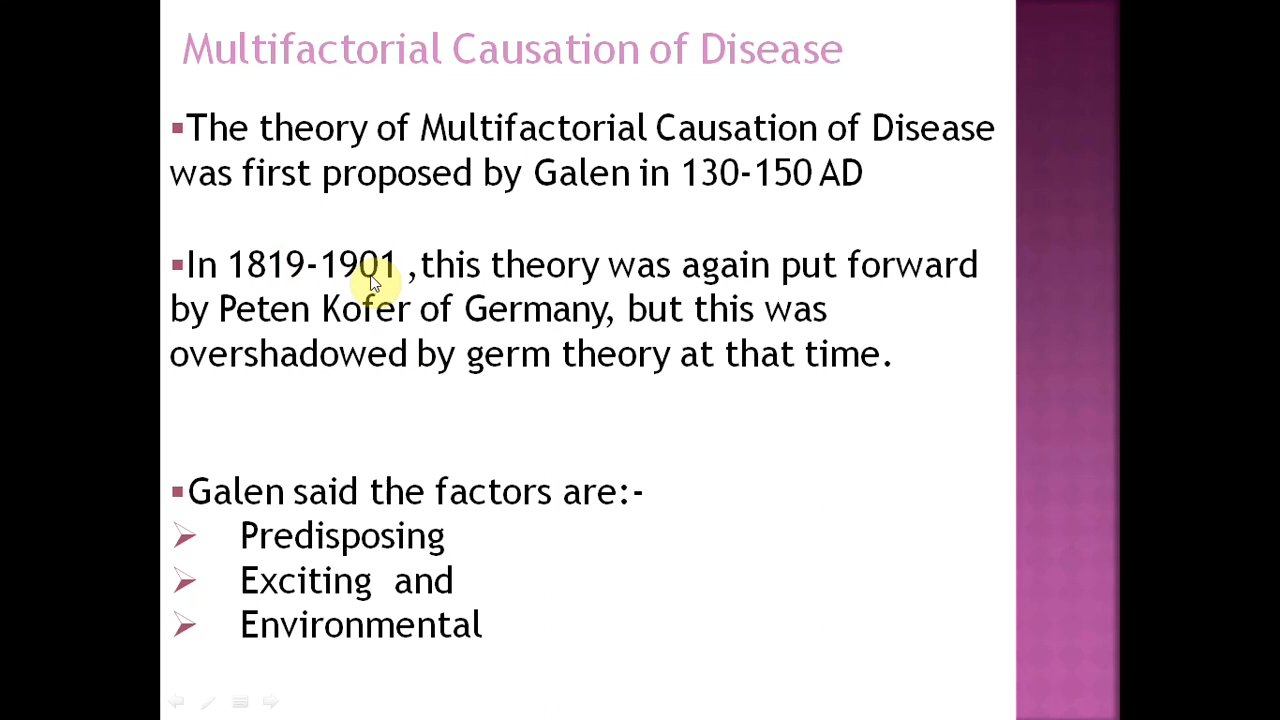 Multifactorial Causation of Disease
▪The theory of Multifactorial Causation of Disease
was first proposed by Galen in 130-150 AD
▪In 1819-1901 ,this theory was again put forward
by Peten Kofer of Germany, but this was
overshadowed by germ theory at that time.
▪Galen said the factors are:-
➢ Predisposing
➢ Exciting and
➢ Environmental